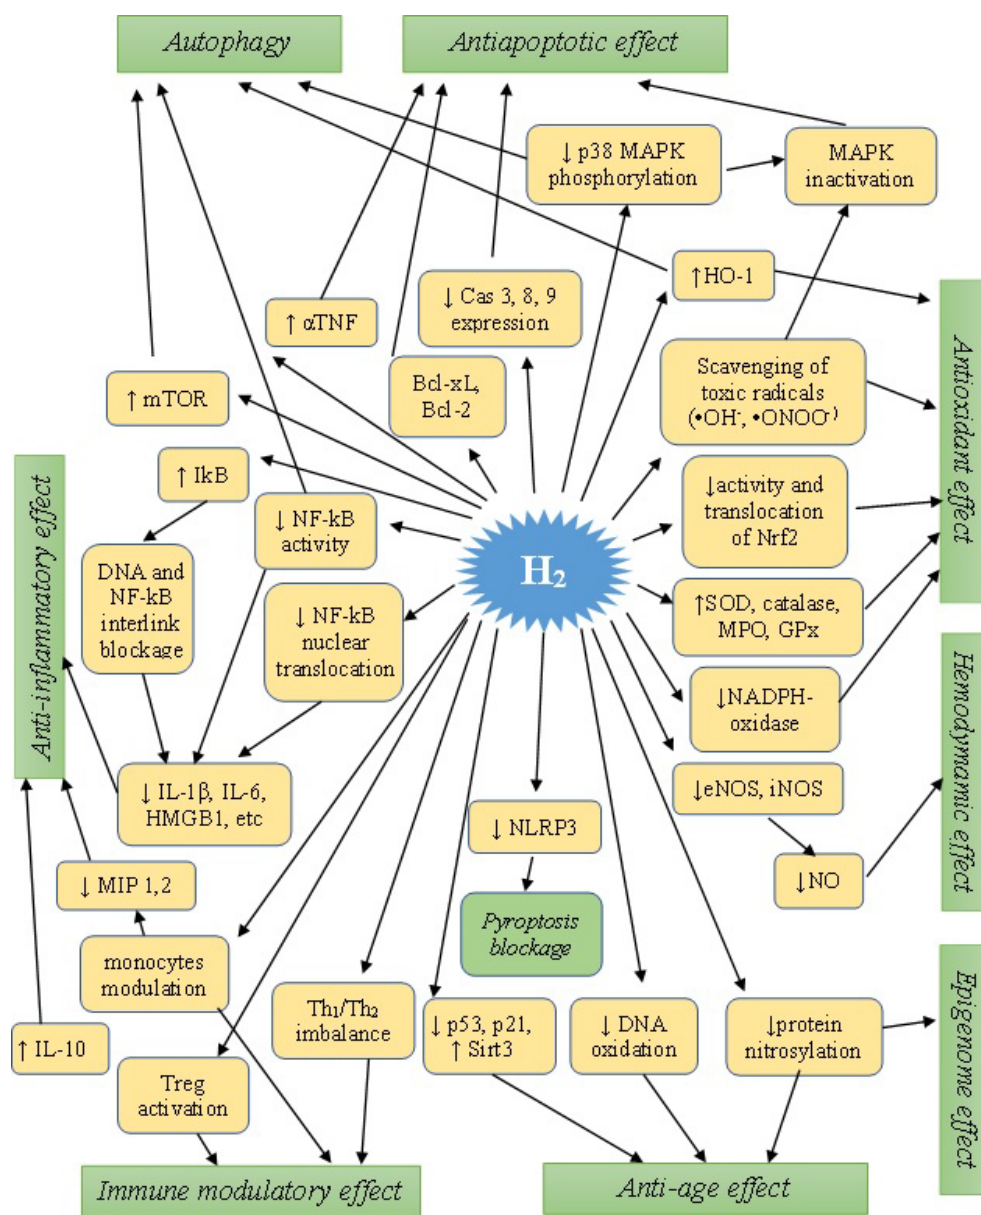 Autophagy
Antiapoptotic effect
↓ p38 MAPK
phosphorylation
MAPK
inactivation
↑HO-1
↓ Cas 3, 8, 9
expression
↑ αTNF
Antioxidant effect
Scavenging of
toxic radicals
(•OH-, •ONOO-)
Bcl-xL,
Bcl-2
↑ mTOR
↑ IkB
↓ NF-kB
activity
↓activity and
translocation
of Nrf2
Anti-inflammatory effect
H2
DNA and
NF-kB
interlink
blockage
↓ NF-kB
nuclear
translocation
↑SOD, catalase,
MPO, GPx
↓NADPH-
oxidase
Hemodymamic effect
↓ IL-1β, IL-6,
HMGB1, etc
↓eNOS, iNOS
↓ NLRP3
↓ MIP 1,2
↓NO
Pyroptosis
blockage
monocytes
modulation
Th1/Th2
imbalance
↓ p53, p21,
↑ Sirt3
↓ DNA
oxidation
↓protein
nitrosylation
Epigenome effect
↑ IL-10
Treg
activation
Immune modulatory effect
Anti-age effect